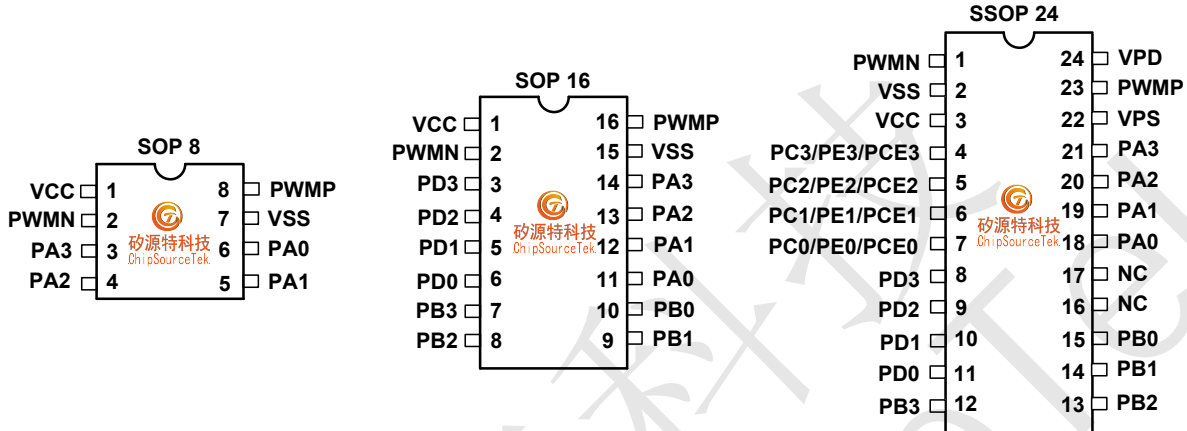 SOP 8
VCC 1 8 PWMP
PWMN 2 7 VSS
PA3 3 6 PA0
PA2 4 5 PA1
矽源特科技
ChipSourceTek
SOP 16
VCC 1 16 PWMP
PWMN 2 15 VSS
PD3 3 14 PA3
PD2 4 13 PA2
PD1 5 12 PA1
PD0 6 11 PA0
PB3 7 10 PB0
PB2 8 9 PB1
矽源特科技
ChipSourceTek
SSOP 24
PWMN 1 24 VPD
VSS 2 23 PWMP
VCC 3 22 VPS
PC3/PE3/PCE3 4 21 PA3
PC2/PE2/PCE2 5 20 PA2
PC1/PE1/PCE1 6 19 PA1
PC0/PE0/PCE0 7 18 PA0
PD3 8 17 NC
PD2 9 16 NC
PD1 10 15 PB0
PD0 11 14 PB1
PB3 12 13 PB2
矽源特科技
ChipSourceTek
科技